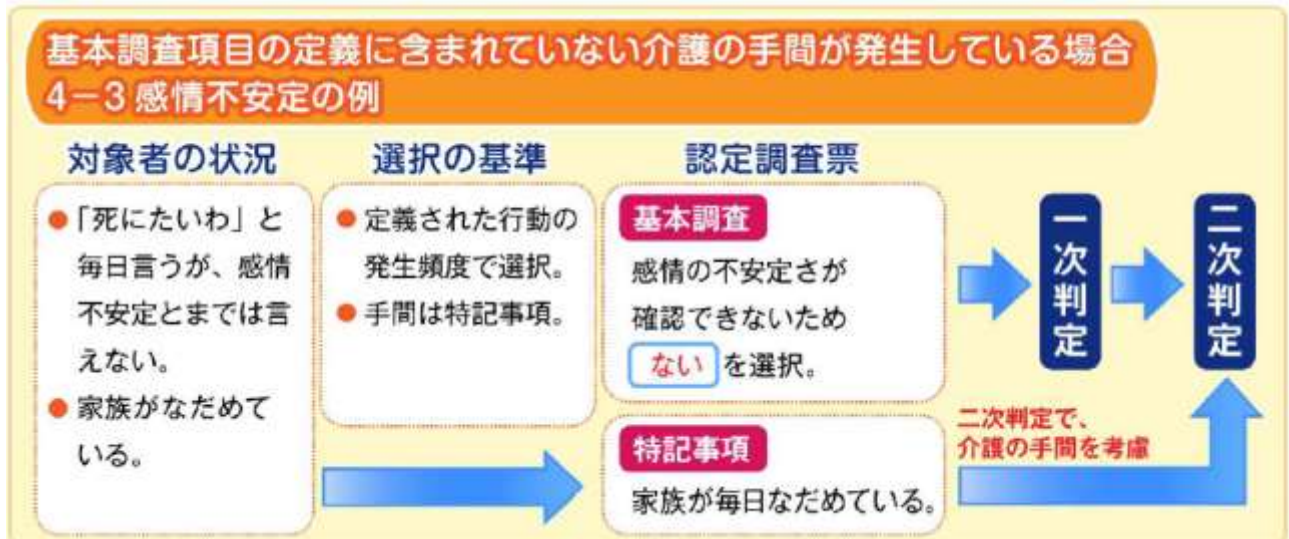 基本調査項目の定義に含まれていない介護の手間が発生している場合
4－3 感情不安定の例
対象者の状況
●「死にたいわ」と
毎日言うが、感情
不安定とまでは言
えない。
● 家族がなだめて
いる。
選択の基準
● 定義された行動の
発生頻度で選択。
● 手間は特記事項。
認定調査票
基本調査
感情の不安定さが
確認できないため
ない を選択。
特記事項
家族が毎日なだめている。
一次判定
二次判定
二次判定で、
介護の手間を考慮